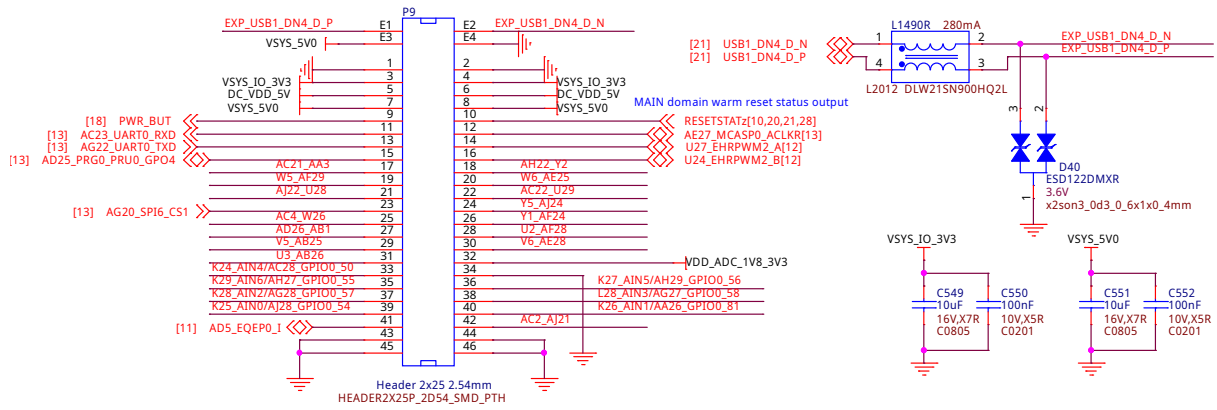 P9
EXP_USB1_DN4_D_P E1 E2 EXP_USB1_DN4_D_N
VSYS_5V0 E3 E4
1 2
VSYS_IO_3V3 3 4 VSYS_IO_3V3
DC_VDD_5V 5 6 DC_VDD_5V
VSYS_5V0 7 8 VSYS_5V0
MAIN domain warm reset status output
[18] PWR_BUT 9 10 RESETSTATz[10,20,21,28]
[13] AC23_UART0_RXD 11 12 AE27_MCASP0_ACLKR[13]
[13] AG22_UART0_TXD 13 14 U27_EHRPWM2_A[12]
[13] AD25_PRG0_PRU0_GPO4 15 16 U24_EHRPWM2_B[12]
AC21_AA3 17 18 AH22_Y2
W5_AF29 19 20 W6_AE25
AJ22_U28 21 22 AC22_U29
[13] AG20_SPI6_CS1 23 24 Y5_AJ24
AC4_W26 25 26 Y1_AF24
AD26_AB1 27 28 U2_AF28
V5_AB25 29 30 V6_AE28
U3_AB26 31 32 VDD_ADC_1V8_3V3
K24_AIN4/AC28_GPIO0_50 33 34
K29_AIN6/AH27_GPIO0_55 35 36 K27_AIN5/AH29_GPIO0_56
K28_AIN2/AG28_GPIO0_57 37 38 L28_AIN3/AG27_GPIO0_58
K25_AIN0/AJ28_GPIO0_54 39 40 K26_AIN1/AA26_GPIO0_81
[11] AD5_EQEP0_I 41 42 AC2_AJ21
43 44
45 46
Header 2x25 2.54mm
HEADER2X25P_2D54_SMD_PTH
L1490R 280mA
[21] USB1_DN4_D_N 1 2 EXP_USB1_DN4_D_N
[21] USB1_DN4_D_P 4 3 EXP_USB1_DN4_D_P
L2012 DLW21SN900HQ2L
3 2
D40
ESD122DMXR
3.6V
x2son3_0d3_0_6x1x0_4mm
1
VSYS_IO_3V3
C549
10uF
16V,X7R
C0805
C550
100nF
10V,X5R
C0201
VSYS_5V0
C551
10uF
16V,X7R
C0805
C552
100nF
10V,X5R
C0201